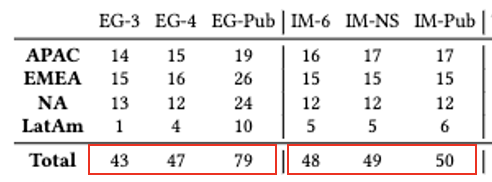 EG-3 EG-4 EG-Pub IM-6 IM-NS IM-Pub
APAC 14 15 19 16 17 17
EMEA 15 16 26 15 15 15
NA 13 12 24 12 12 12
LatAm 1 4 10 5 5 6
Total 43 47 79 48 49 50